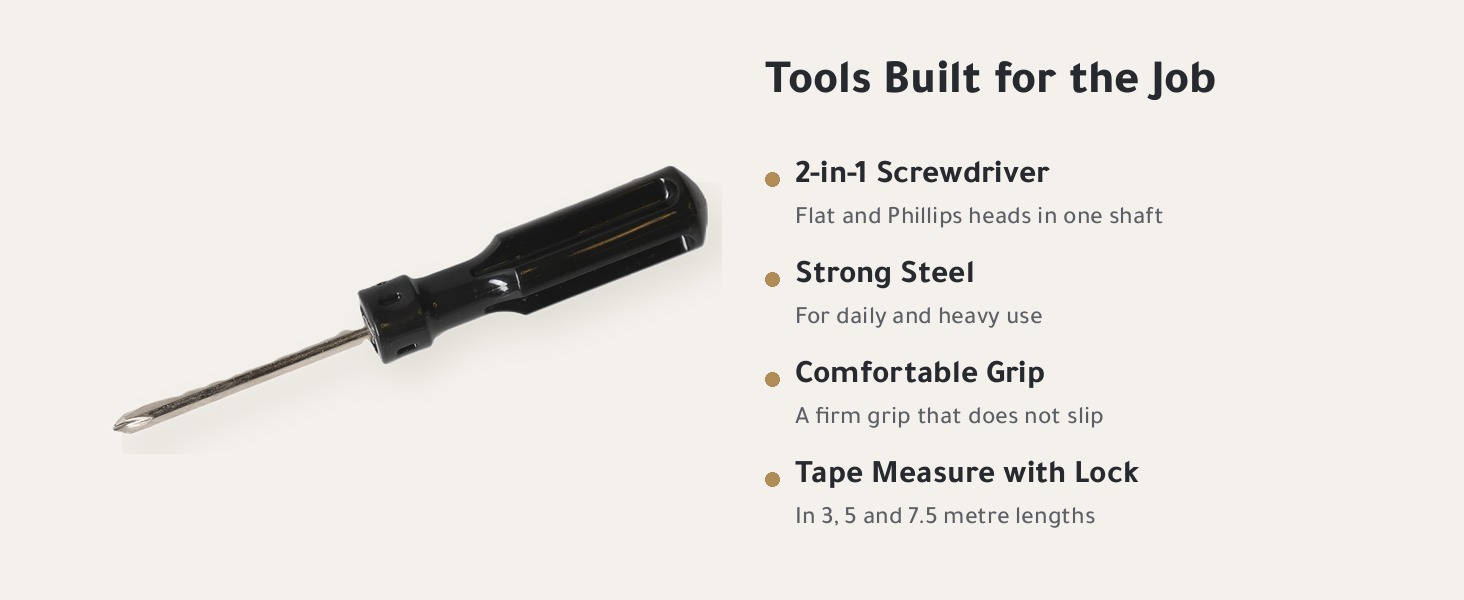 Tools Built for the Job
2-in-1 Screwdriver
Flat and Phillips heads in one shaft
Strong Steel
For daily and heavy use
Comfortable Grip
A firm grip that does not slip
Tape Measure with Lock
In 3, 5 and 7.5 metre lengths